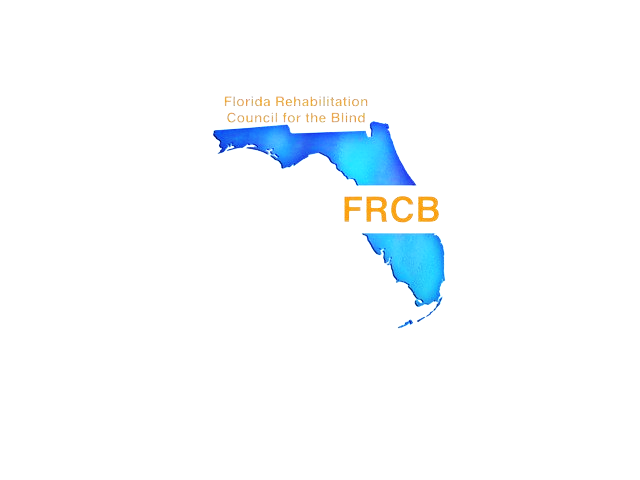 Florida Rehabilitation
Council for the Blind
FRCB